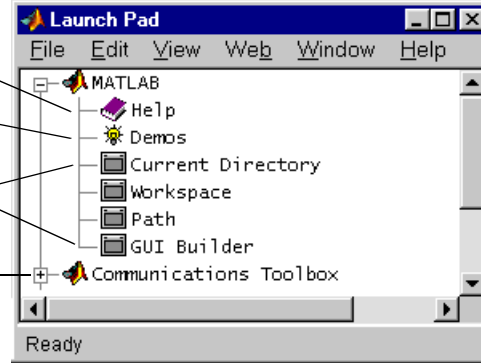 Launch Pad
File Edit View Web Window Help
MATLAB
Help
Demos
Current Directory
Workspace
Path
GUI Builder
Communications Toolbox
Ready